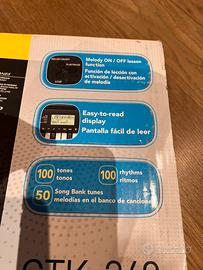 Melody ON / OFF lesson
function
Función de lección con
activación / desactivación
de melodía
Easy-to-read
display
Pantalla fácil de leer
100 tones
tonos
100 rhythms
ritmos
50 Song Bank tunes
melodías en el banco de canciones